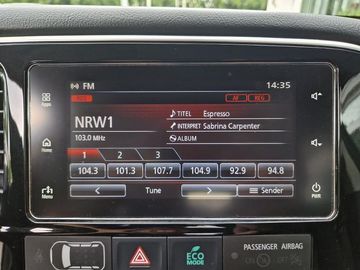 FM 14:35
AF REG
NRW1
TITEL Espresso
103.0 MHz
INTERPRET Sabrina Carpenter
ALBUM
1 2 3
104.3 101.3 107.7 104.9 92.9 94.8
< Tune > Sender
Apps
Home
Menu
PWR
ECO
MODE
PASSENGER AIRBAG
OFF ON